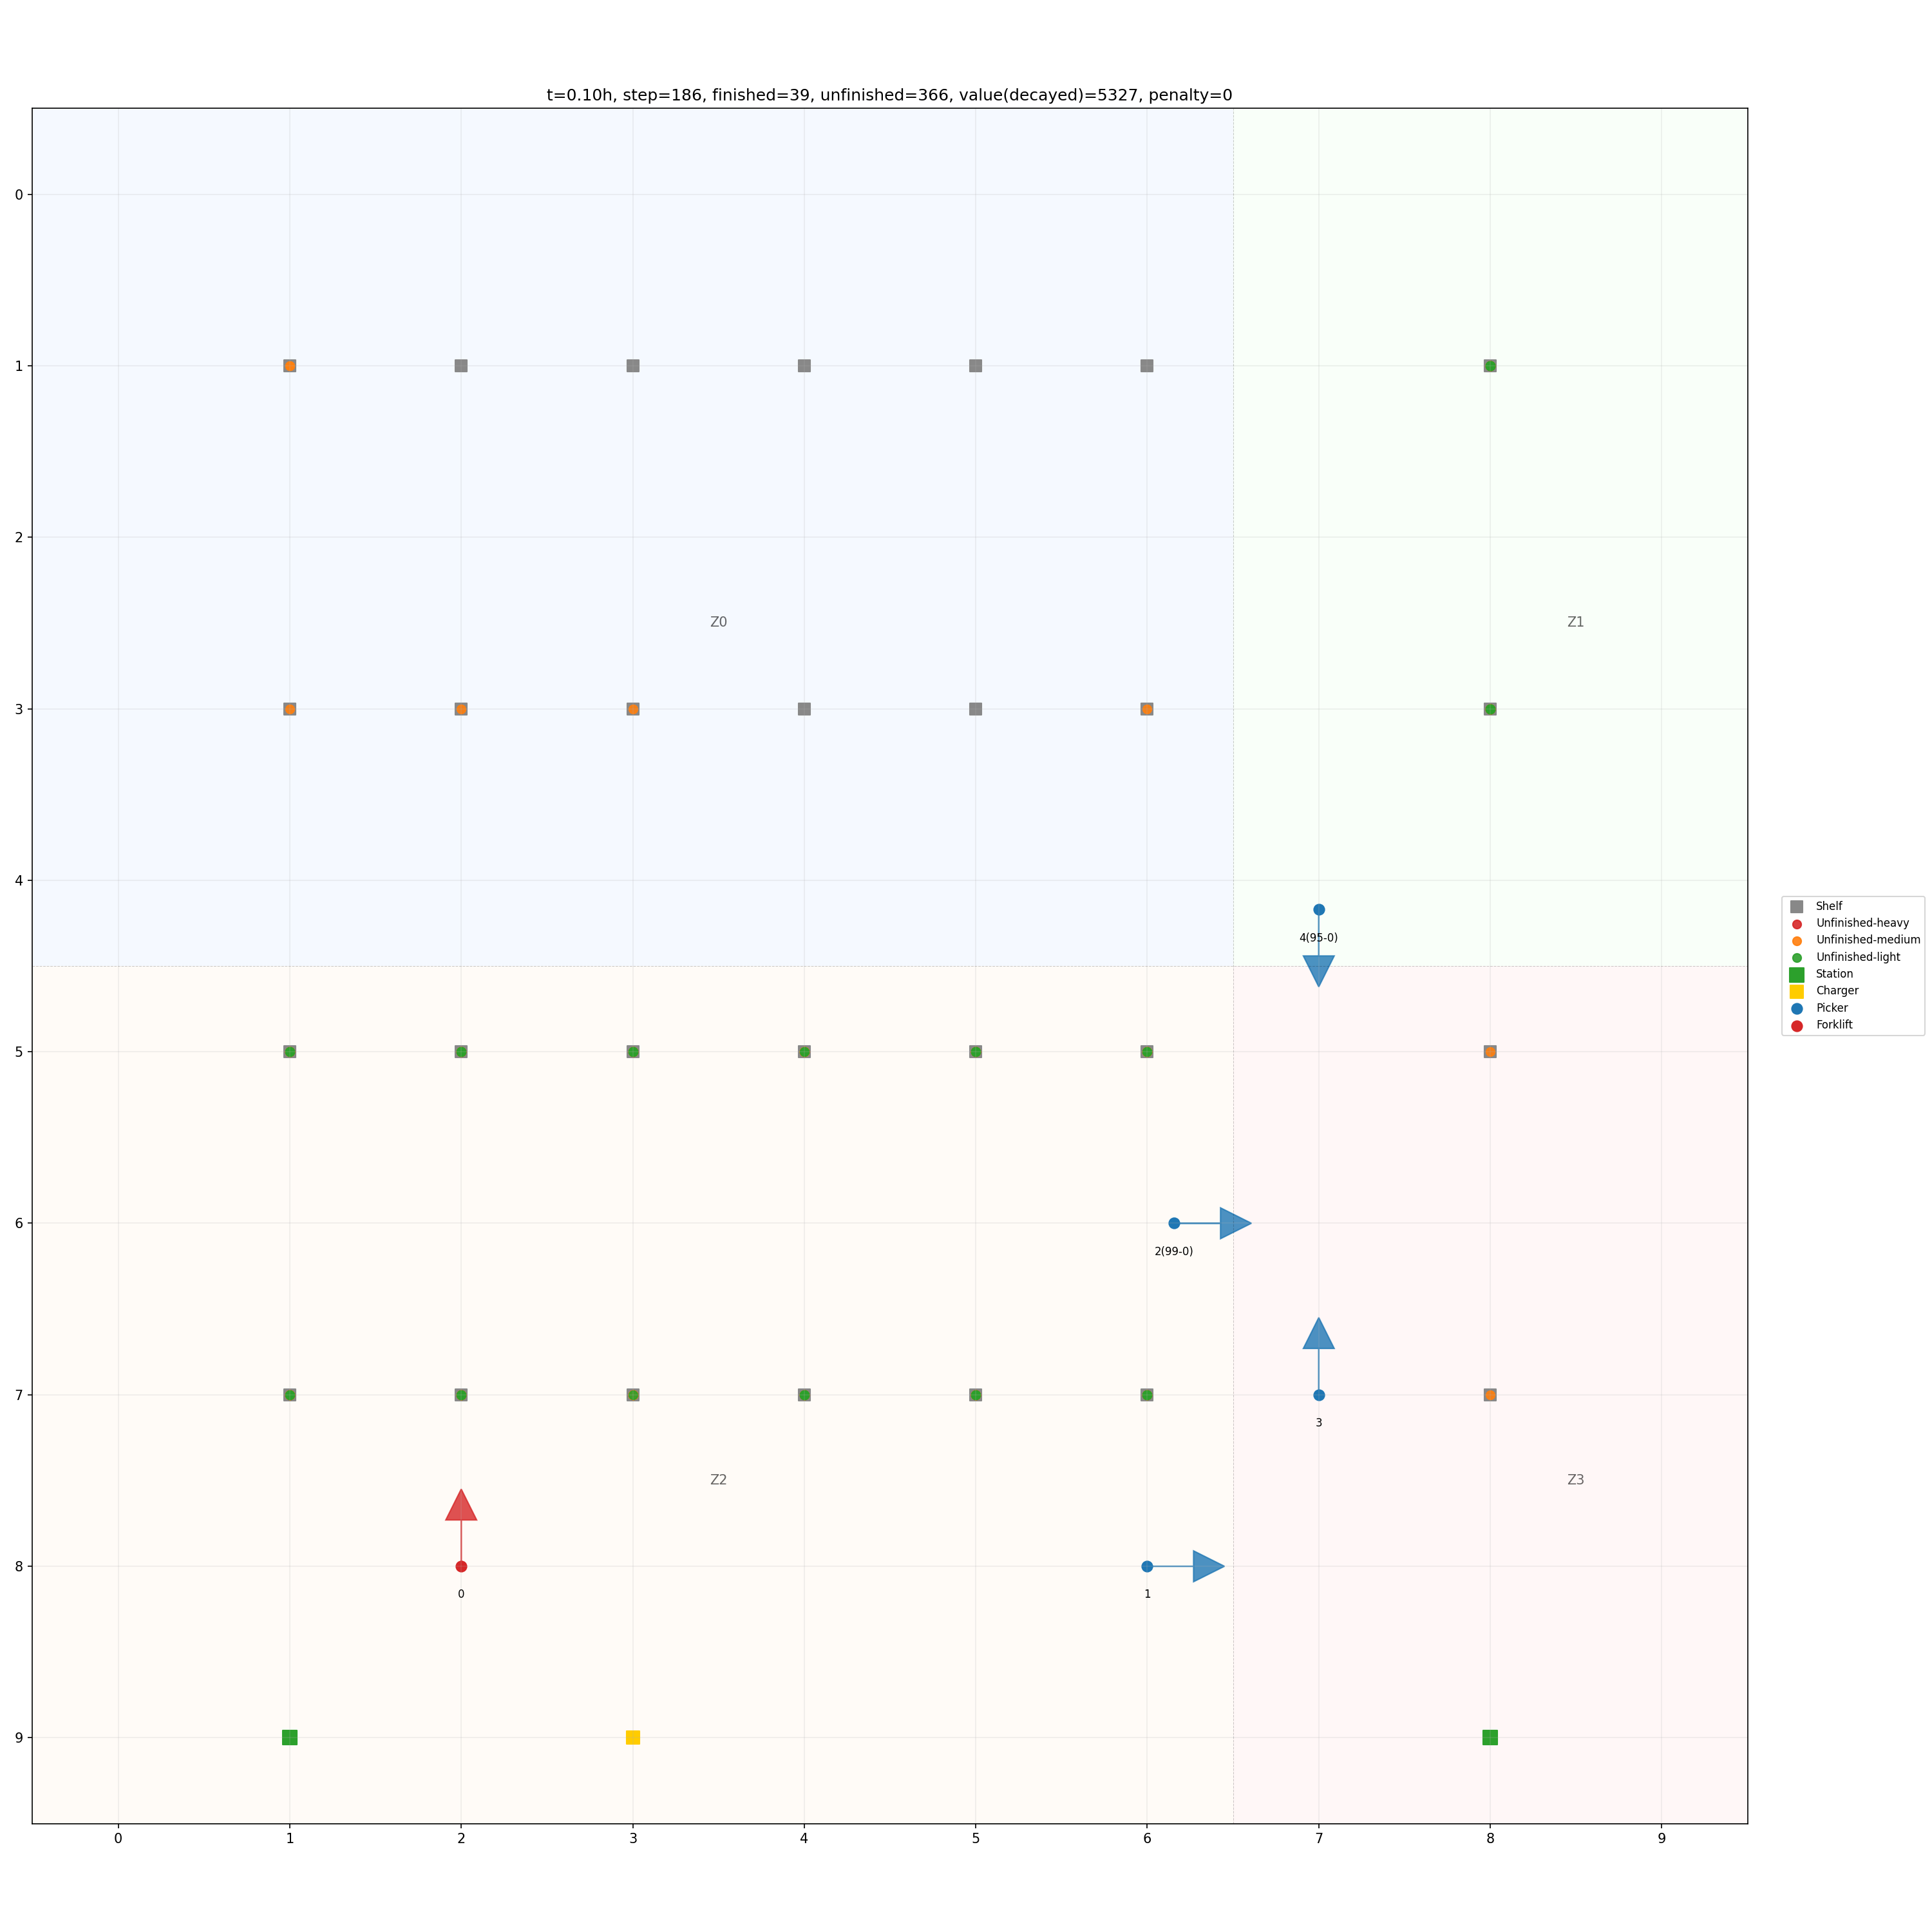 t=0.10h, step=186, finished=39, unfinished=366, value(decayed)=5327, penalty=0
0
1
2
Z0
Z1
3
4
4(95-0)
Shelf
Unfinished-heavy
Unfinished-medium
Unfinished-light
Station
Charger
Picker
Forklift
5
6
2(99-0)
7
3
Z2
Z3
8
0
1
9
0 1 2 3 4 5 6 7 8 9